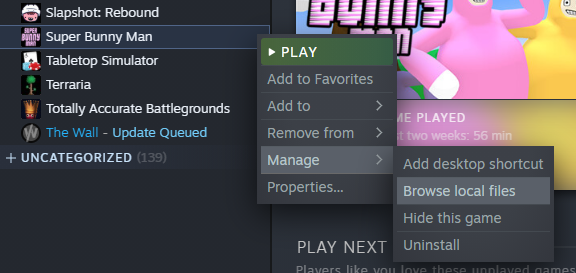 Slapshot: Rebound
Super Bunny Man
Tabletop Simulator
Terraria
Totally Accurate Battlegrounds
The Wall - Update Queued
+ UNCATEGORIZED (139)
BUNNY
MAN
PLAY
Add to Favorites
Add to
Remove from
Manage
Properties...
ME PLAYED
st two weeks: 56 min
Add desktop shortcut
Browse local files
Hide this game
Uninstall
PLAY NEXT
Players like you love these unplayed games